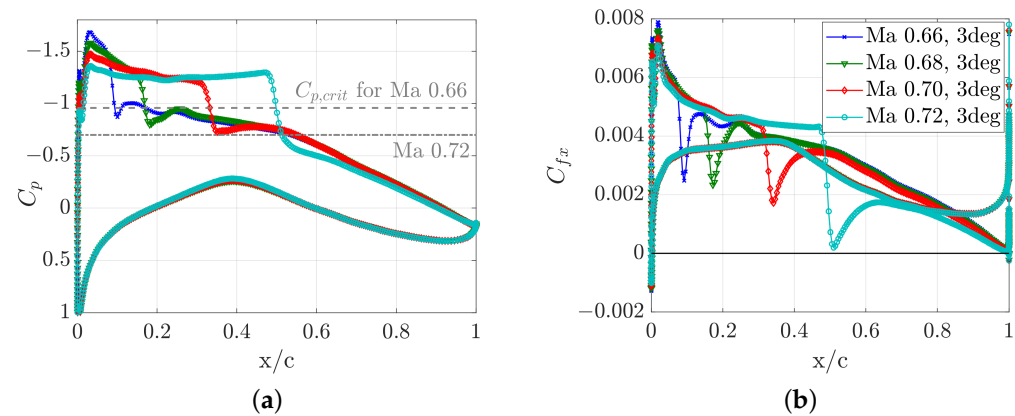 −1.5
−1
−0.5
0
0.5
1
C_p
C_{p,crit} for Ma 0.66
Ma 0.72
0
0.2
0.4
0.6
0.8
1
x/c
(a)
0.008
0.006
0.004
0.002
0
−0.002
C_{fx}
Ma 0.66, 3deg
Ma 0.68, 3deg
Ma 0.70, 3deg
Ma 0.72, 3deg
0
0.2
0.4
0.6
0.8
1
x/c
(b)